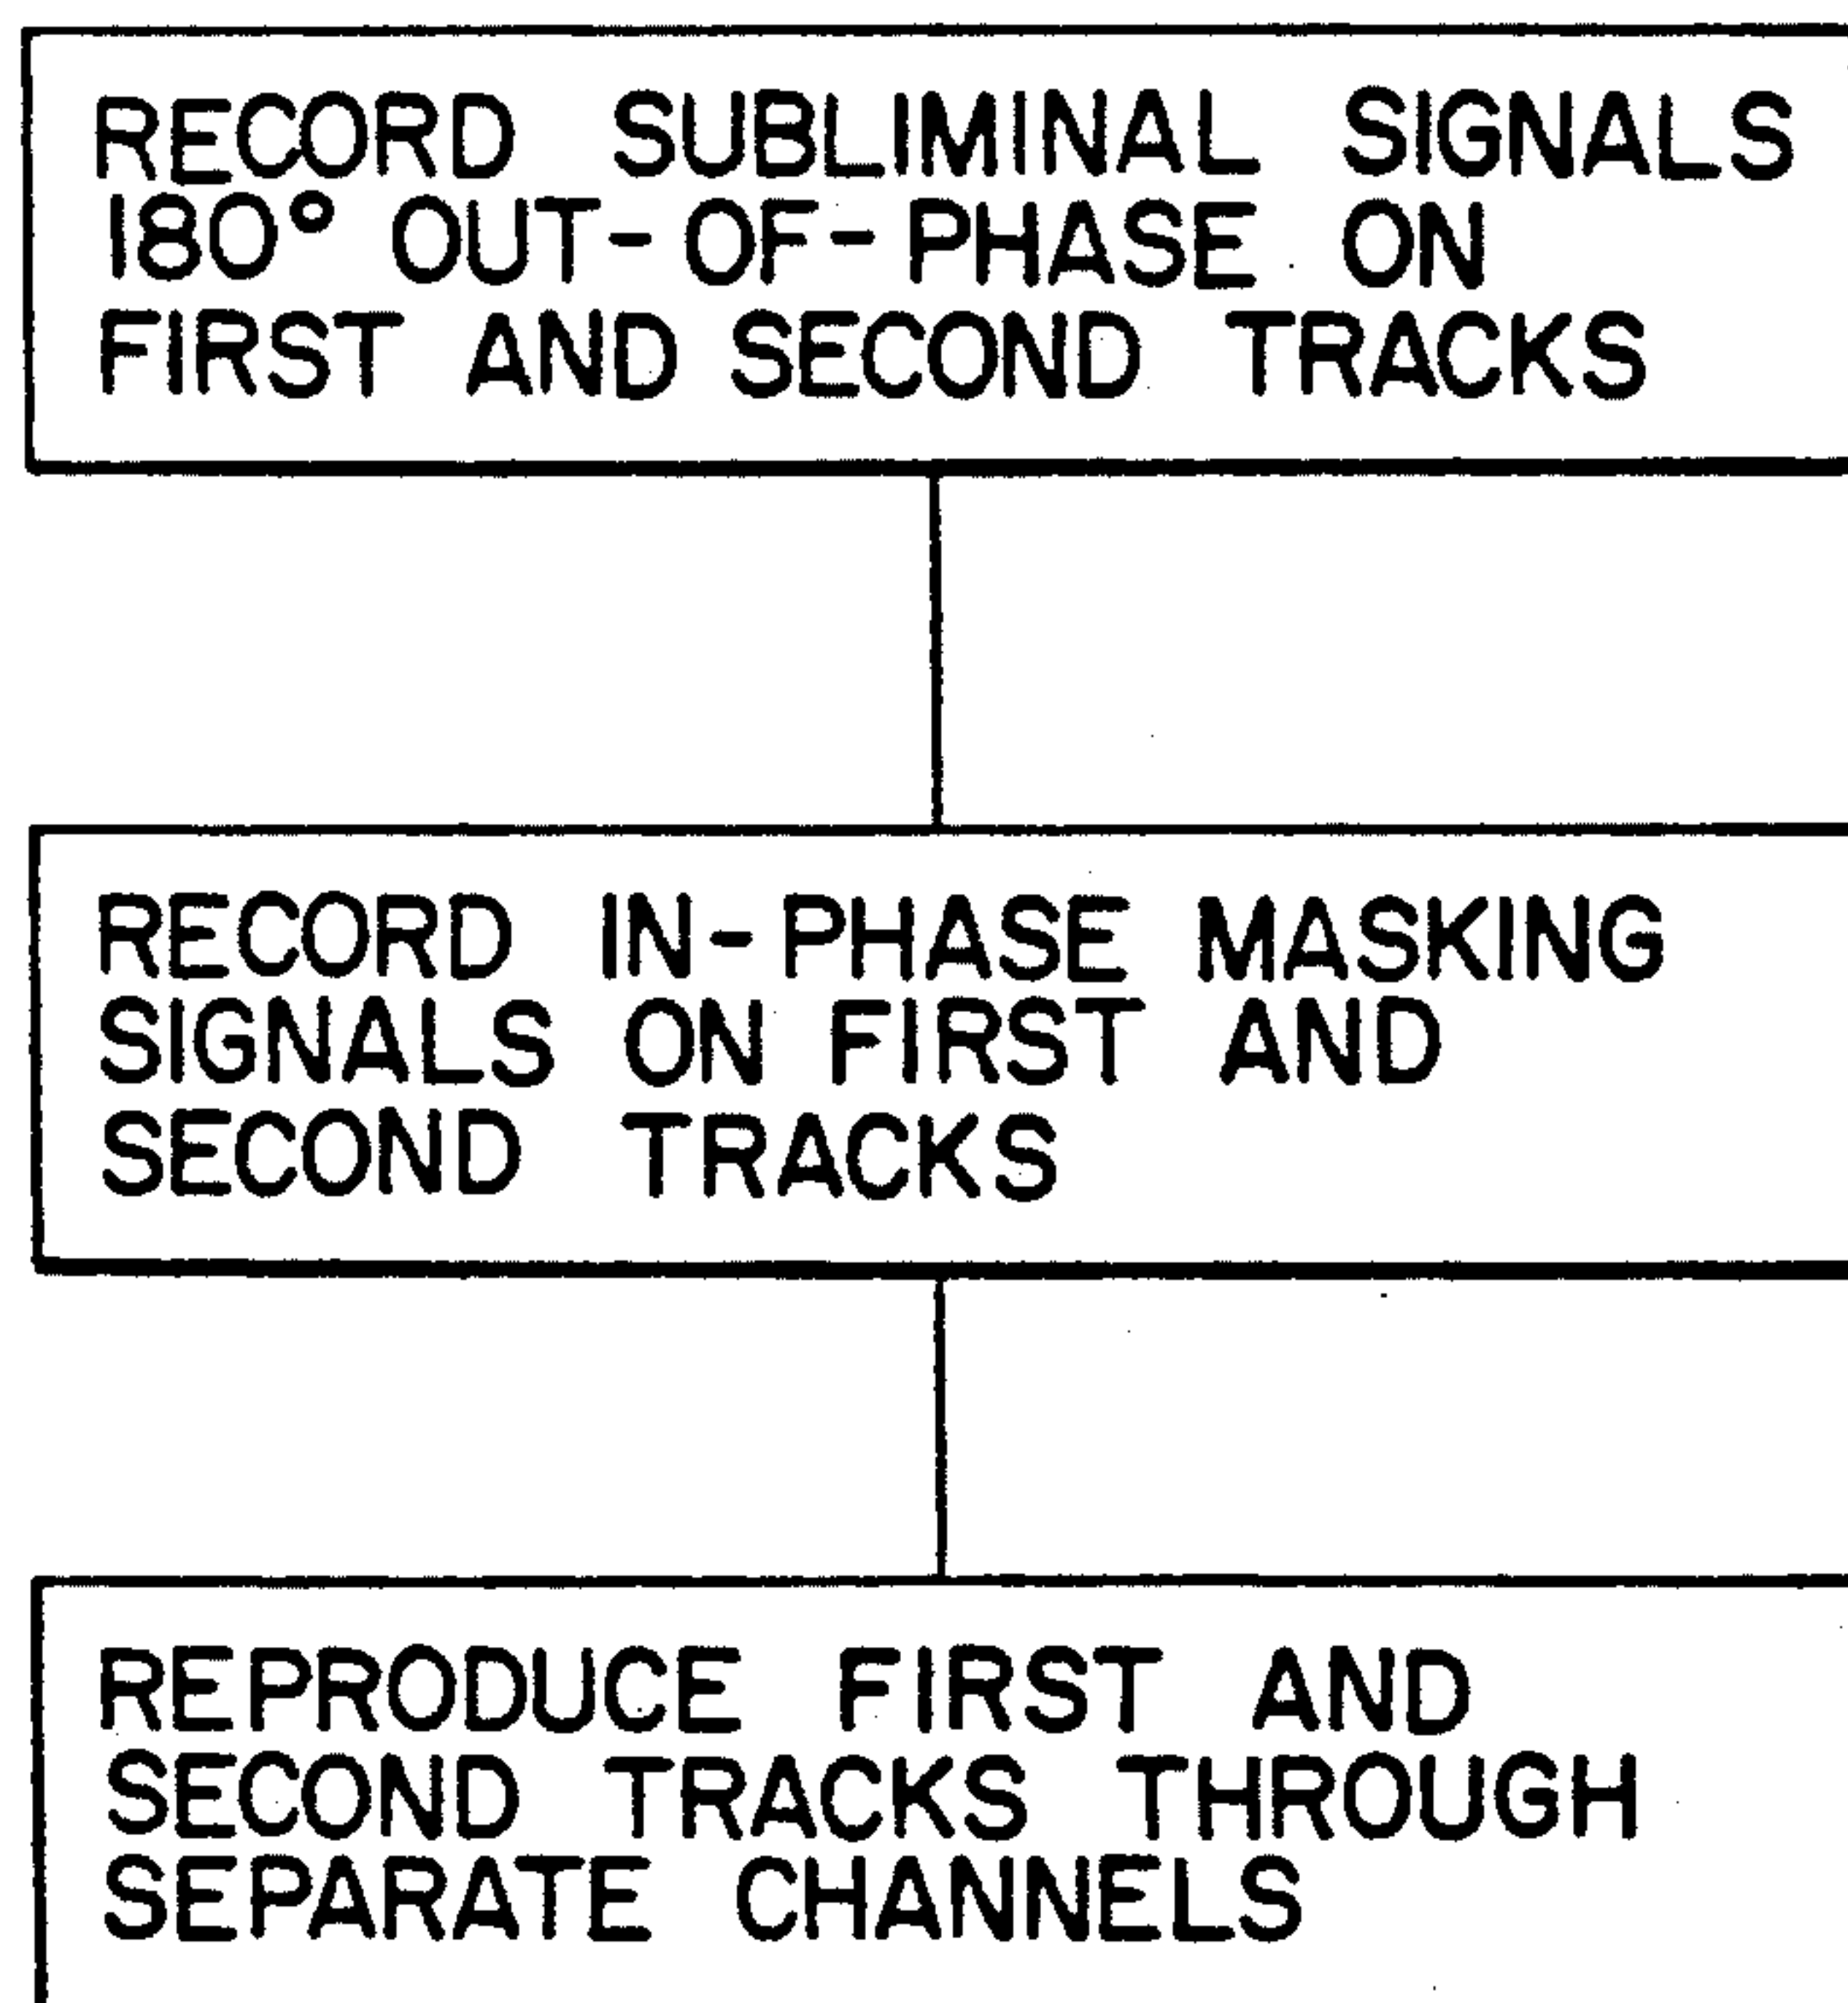 RECORD SUBLIMINAL SIGNALS
180° OUT-OF-PHASE ON
FIRST AND SECOND TRACKS
RECORD IN-PHASE MASKING
SIGNALS ON FIRST AND
SECOND TRACKS
REPRODUCE FIRST AND
SECOND TRACKS THROUGH
SEPARATE CHANNELS